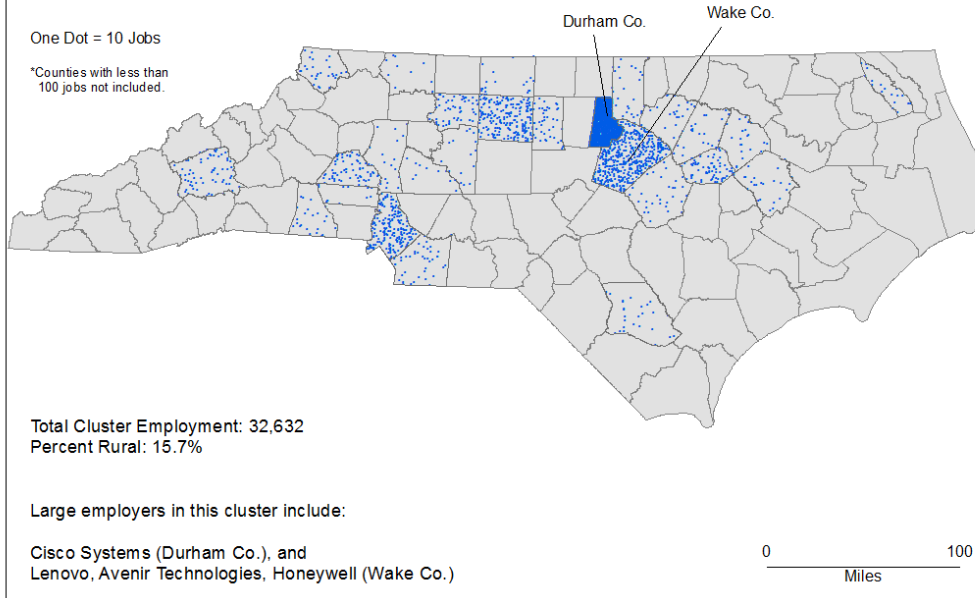 Durham Co.
Wake Co.
One Dot = 10 Jobs
*Counties with less than
100 jobs not included.
Total Cluster Employment: 32,632
Percent Rural: 15.7%
Large employers in this cluster include:
Cisco Systems (Durham Co.), and
Lenovo, Avenir Technologies, Honeywell (Wake Co.)
0
100
Miles